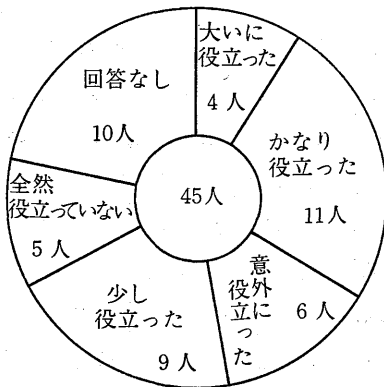 大いに
役立った
4人
かなり
役立った
11人
意外に
役立った
6人
少し
役立った
9人
全然
役立っていない
5人
回答なし
10人
45人